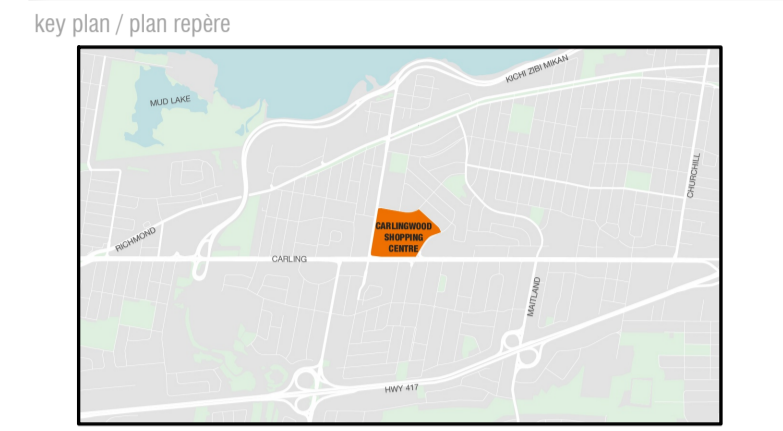 key plan / plan repère
KICHI ZIBI MIKAN
MUD LAKE
CHURCHILL
RICHMOND
CARLINGWOOD
SHOPPING
CENTRE
CARLING
MAITLAND
HWY 417